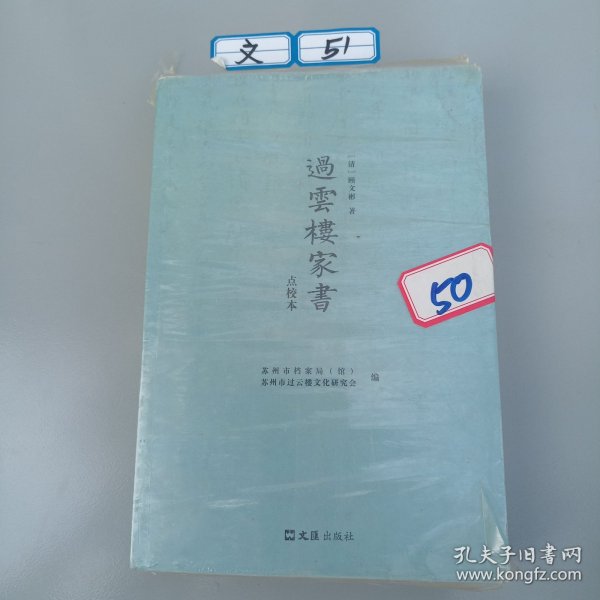 文 51
[清]顾文彬 著
過雲樓家書
点校本
50
苏州市档案局(馆)
苏州市过云楼文化研究会
编
文匯出版社
孔夫子旧书网
www.kongfz.com